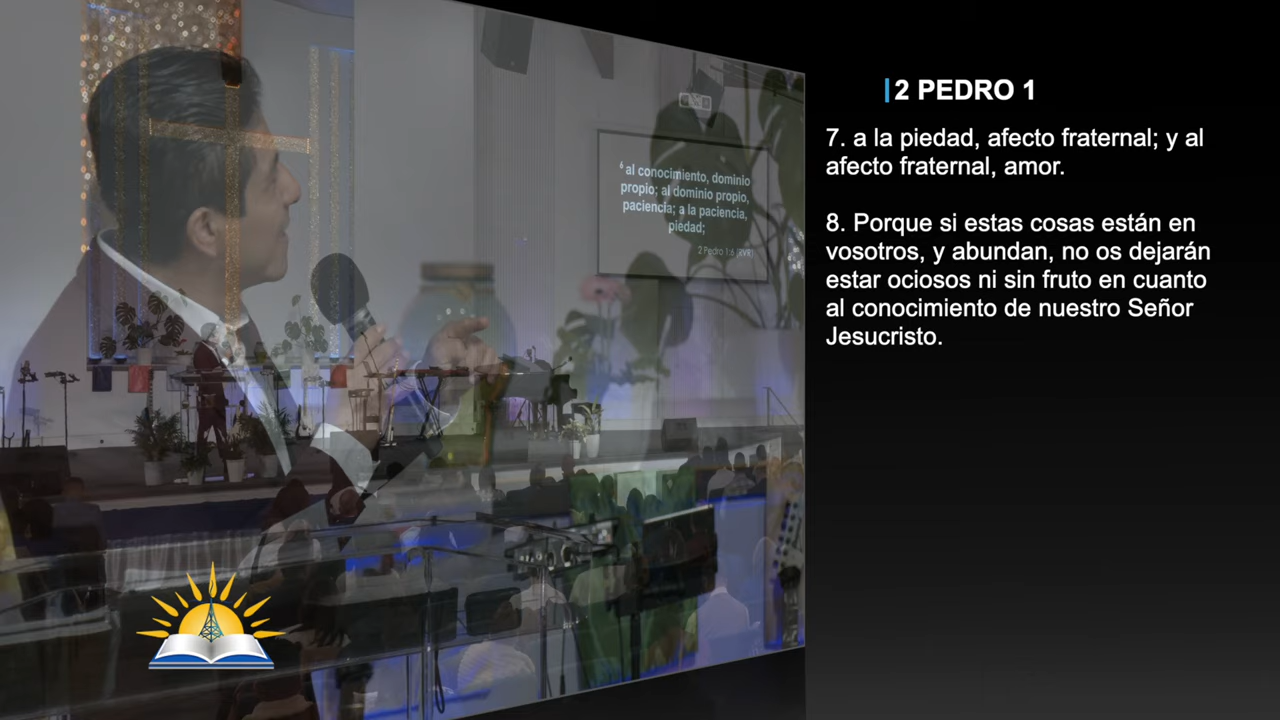 2 PEDRO 1
7. a la piedad, afecto fraternal; y al
afecto fraternal, amor.
8. Porque si estas cosas están en
vosotros, y abundan, no os dejarán
estar ociosos ni sin fruto en cuanto
al conocimiento de nuestro Señor
Jesucristo.
6 al conocimiento, dominio
propio; al dominio propio,
paciencia; a la paciencia,
piedad;
2 Pedro 1:6 (RVR)